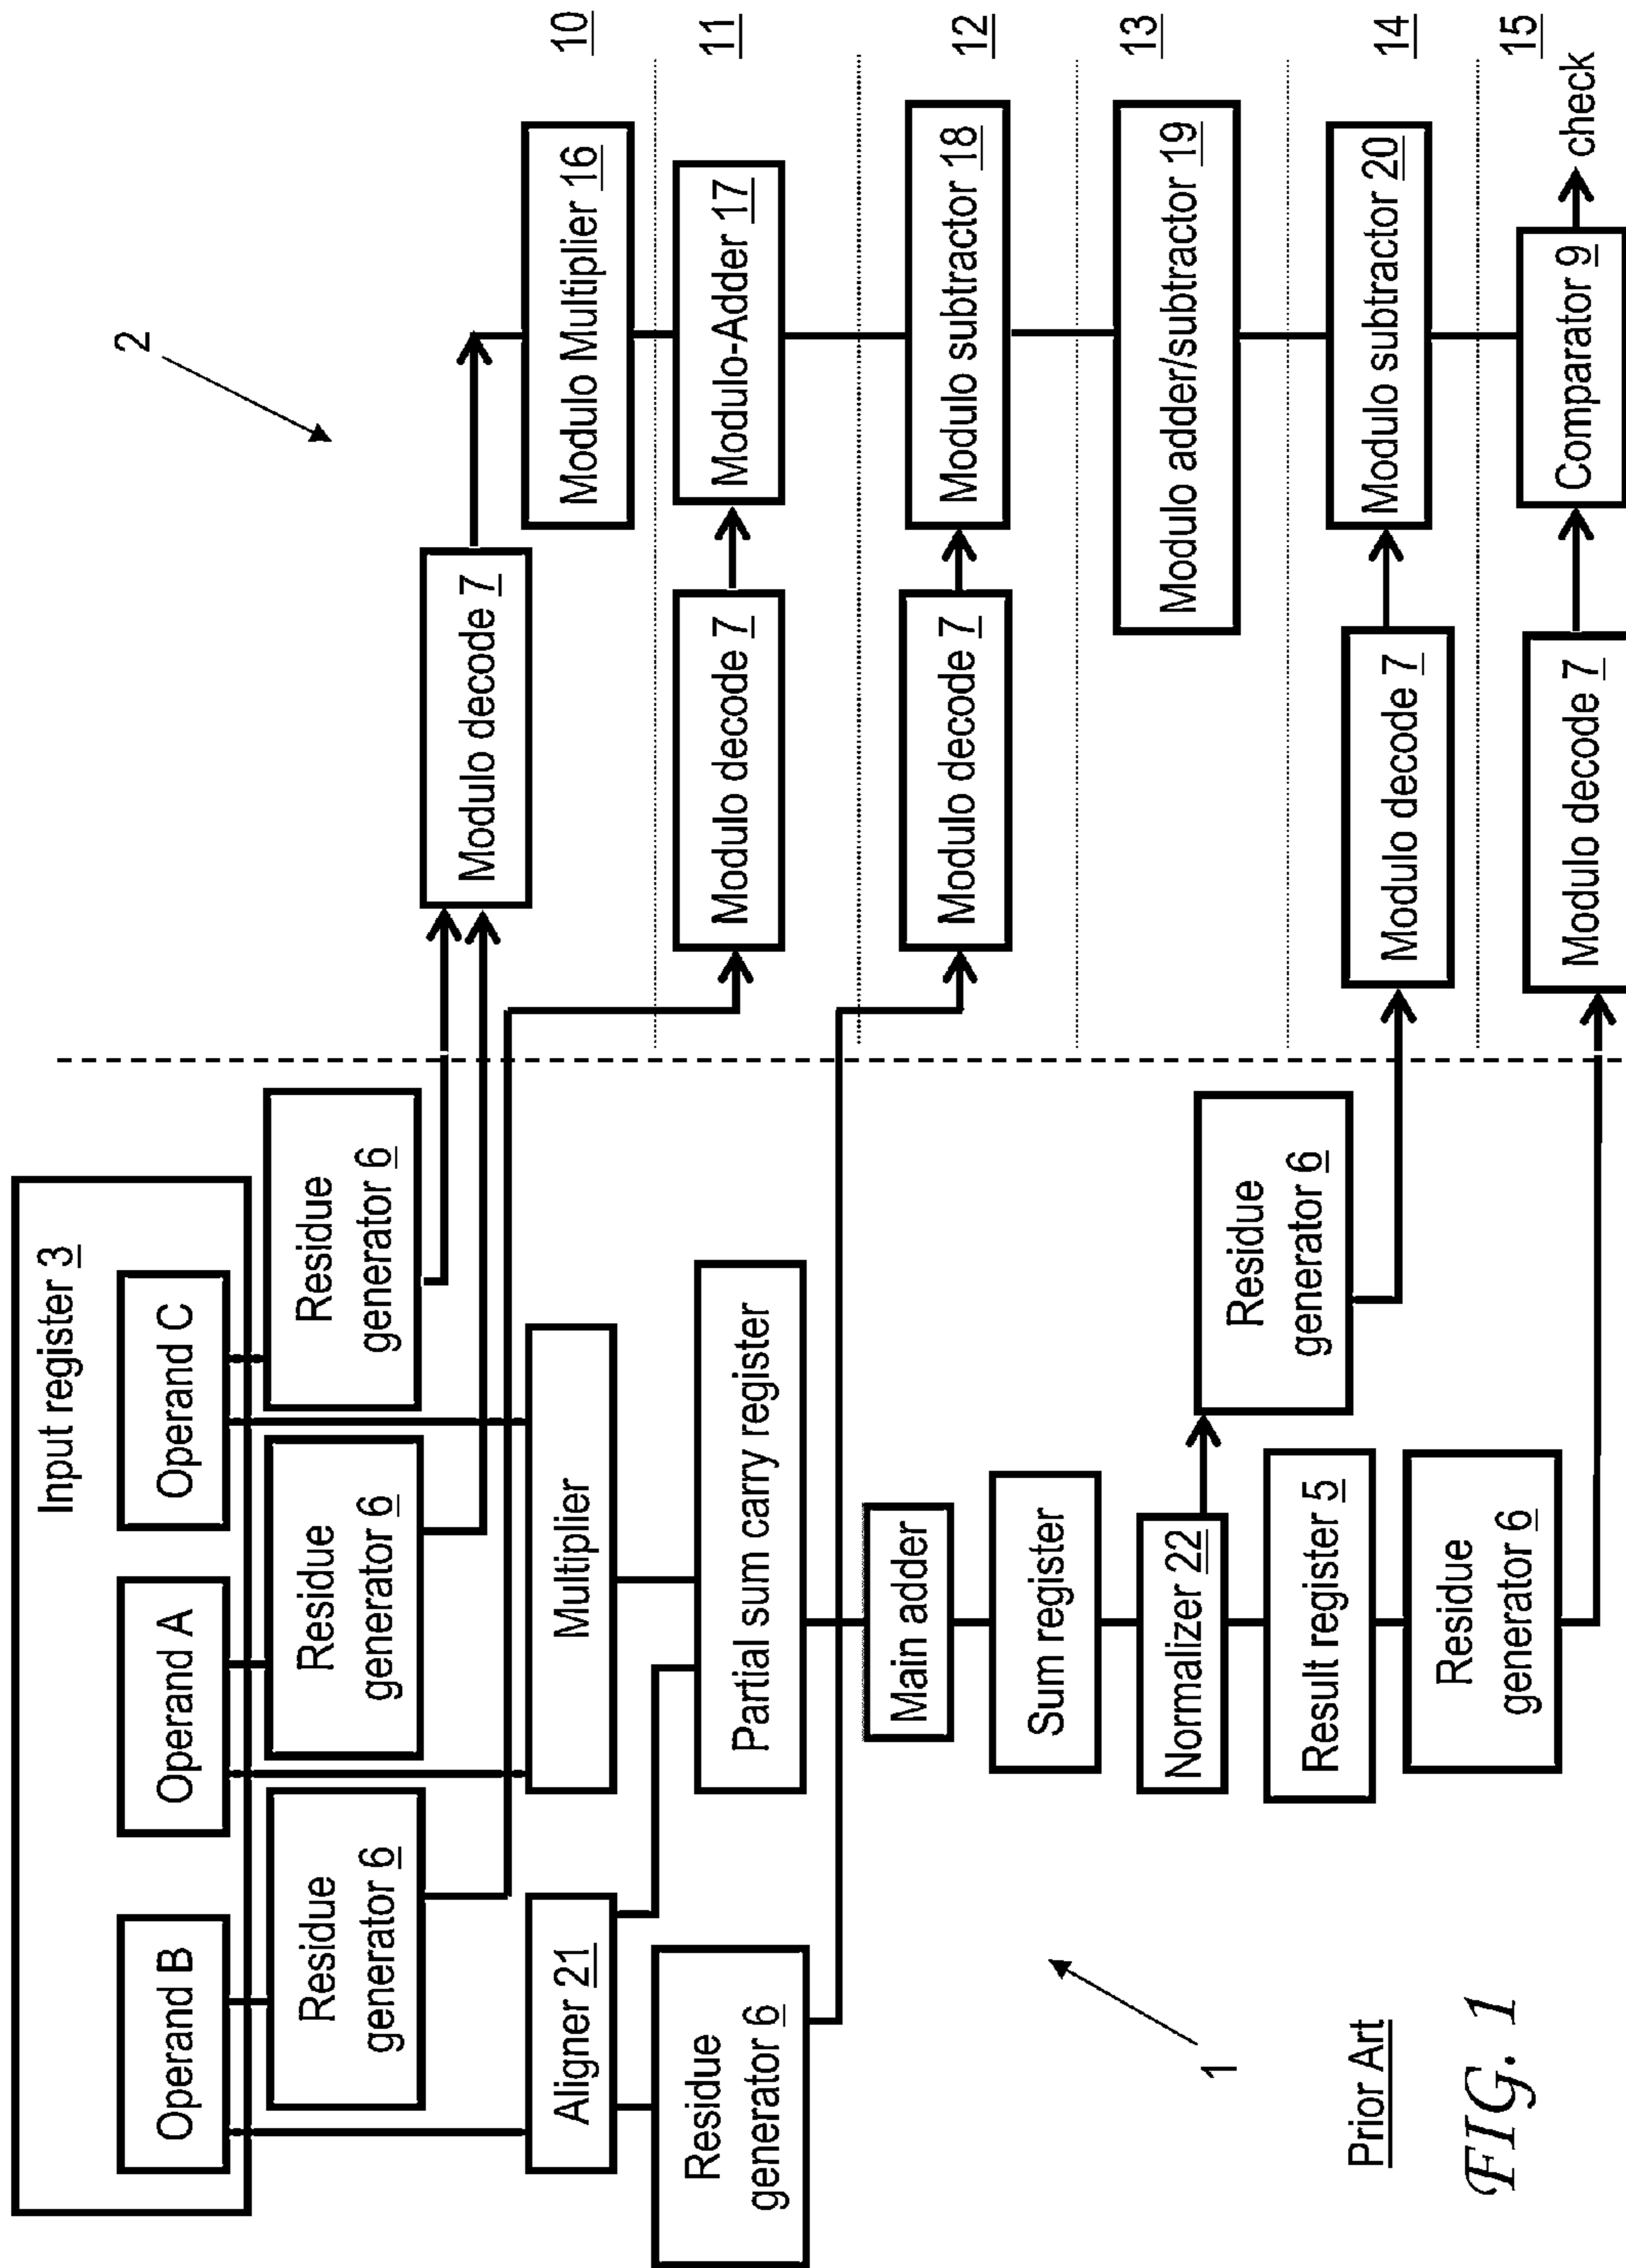 Input register 3
Operand B
Operand A
Operand C
Residue
generator 6
Residue
generator 6
Residue
generator 6
Aligner 21
Multiplier
Residue
generator 6
Partial sum carry register
Main adder
Sum register
Normalizer 22
Residue
generator 6
Result register 5
Residue
generator 6
1
2
Modulo decode 7
Modulo Multiplier 16
10
Modulo decode 7
Modulo-Adder 17
11
Modulo decode 7
Modulo subtractor 18
12
Modulo adder/subtractor 19
13
Modulo decode 7
Modulo subtractor 20
14
Modulo decode 7
Comparator 9
check
15
Prior Art
FIG. 1